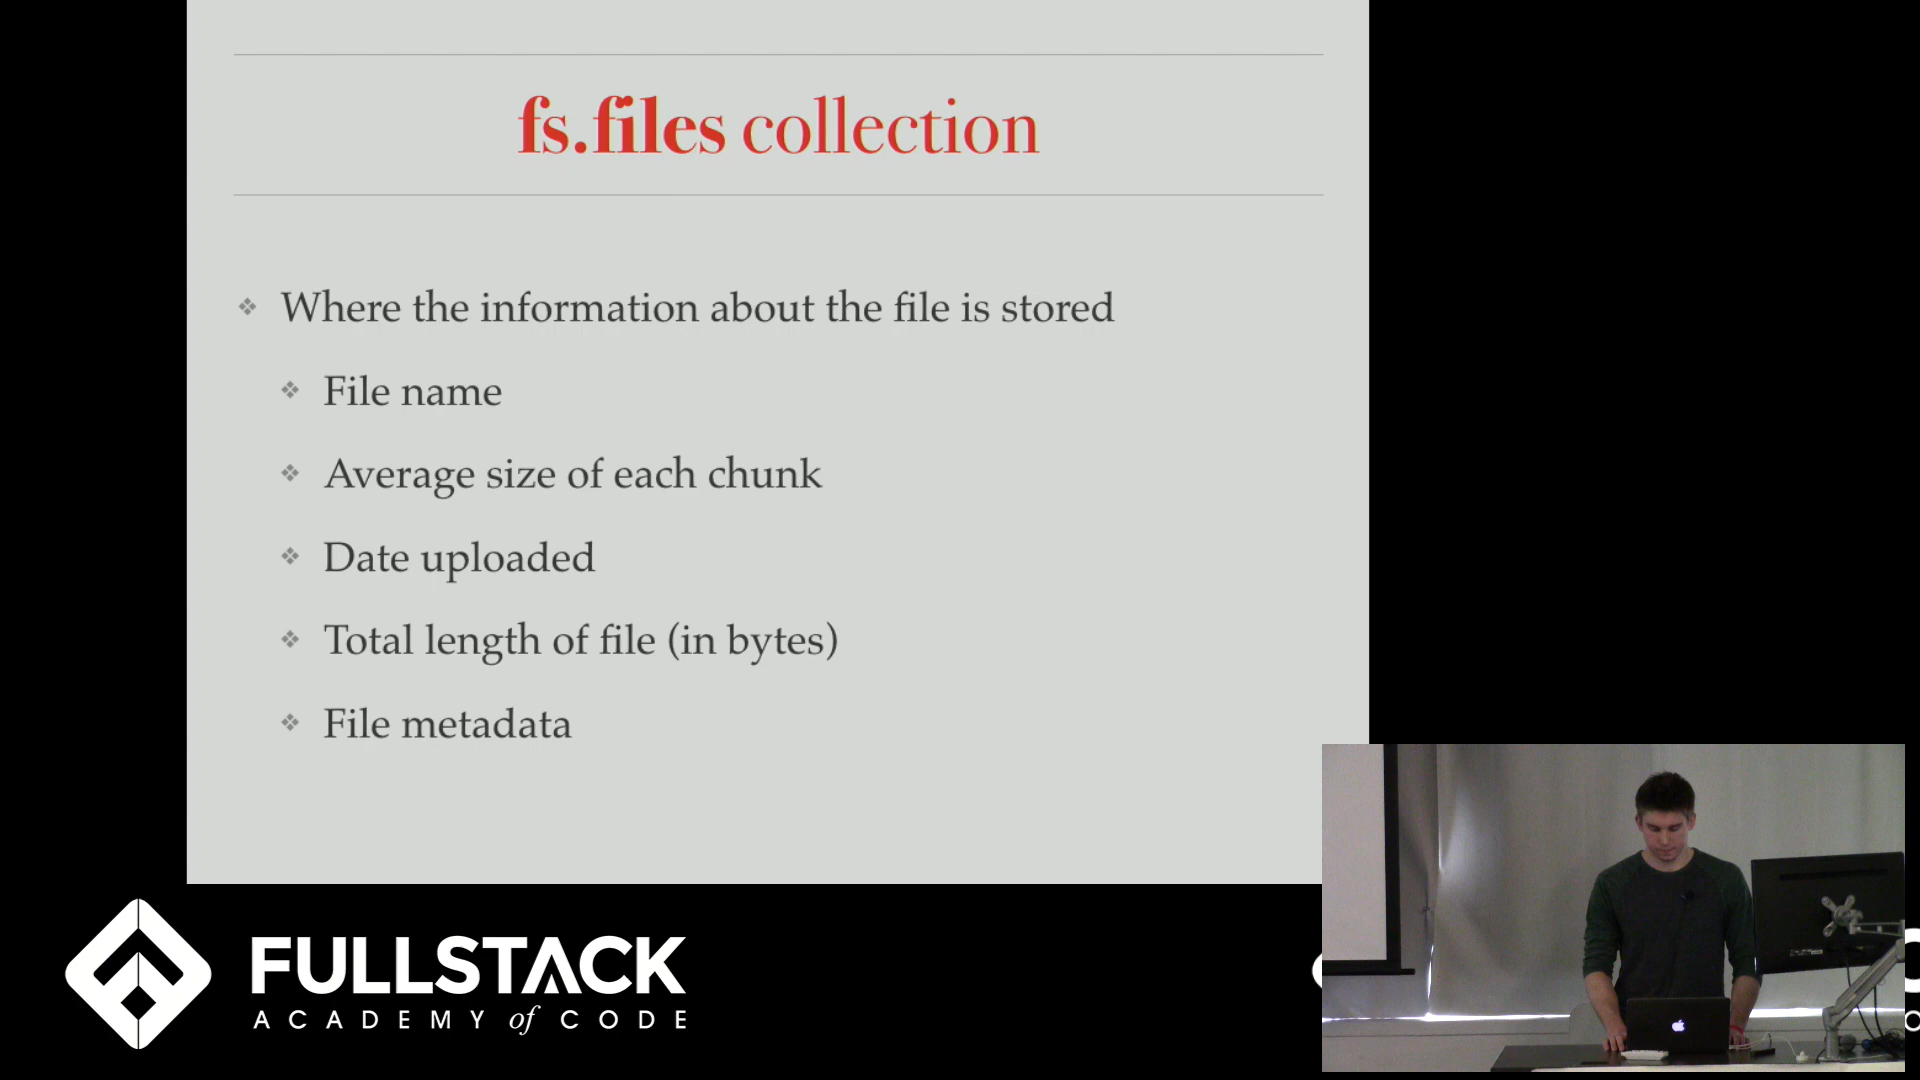 fs.files collection
Where the information about the file is stored
File name
Average size of each chunk
Date uploaded
Total length of file (in bytes)
File metadata
FULLSTACK
ACADEMY of CODE